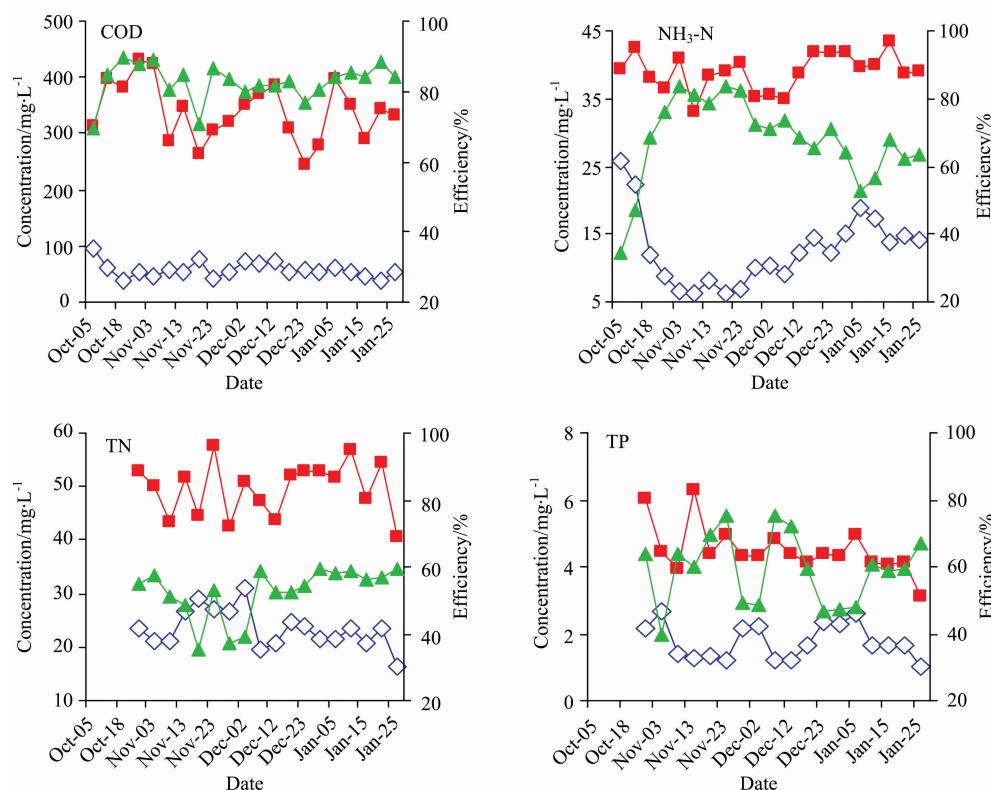 COD
500
400
300
200
100
0
100
80
60
40
20
Concentration/mg·L-1
Efficiency/%
Oct-05
Oct-18
Nov-03
Nov-13
Nov-23
Dec-02
Dec-12
Dec-23
Jan-05
Jan-15
Jan-25
Date
NH3-N
45
35
25
15
5
100
80
60
40
20
Concentration/mg·L-1
Efficiency/%
Oct-05
Oct-18
Nov-03
Nov-13
Nov-23
Dec-02
Dec-12
Dec-23
Jan-05
Jan-15
Jan-25
Date
TN
60
50
40
30
20
10
100
80
60
40
20
Concentration/mg·L-1
Efficiency/%
Oct-05
Oct-18
Nov-03
Nov-13
Nov-23
Dec-02
Dec-12
Dec-23
Jan-05
Jan-15
Jan-25
Date
TP
8
6
4
2
0
100
80
60
40
20
Concentration/mg·L-1
Efficiency/%
Oct-05
Oct-18
Nov-03
Nov-13
Nov-23
Dec-02
Dec-12
Dec-23
Jan-05
Jan-15
Jan-25
Date